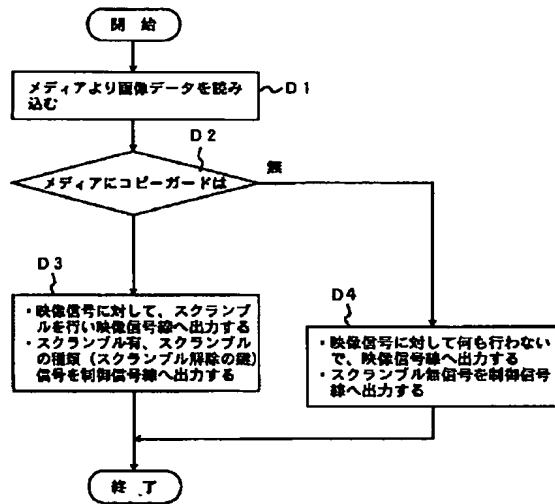 開 始
メディアより画像データを読み
込む
D1
D2
メディアにコピーガードは
無
D3
・映像信号に対して、スクランブ
ルを行い映像信号線へ出力する
・スクランブル有、スクランブル
の種類（スクランブル解除の鍵）
信号を制御信号線へ出力する
D4
・映像信号に対して何も行わない
で、映像信号線へ出力する
・スクランブル無信号を制御信号
線へ出力する
終 了